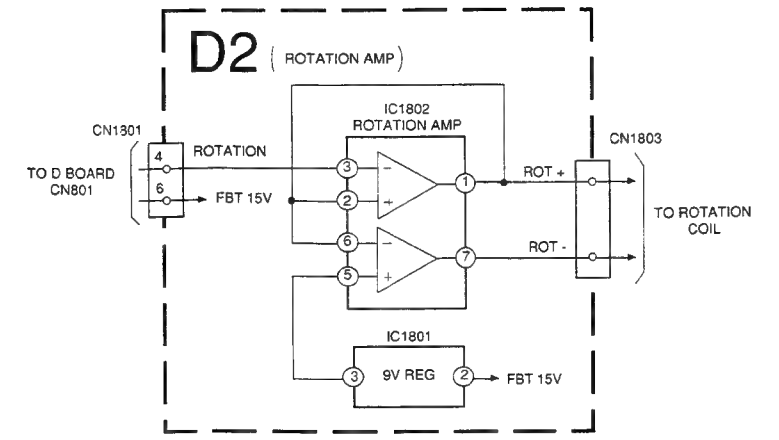 D2 ( ROTATION AMP )
IC1802
ROTATION AMP
CN1801
CN1803
4
ROTATION
3
−
1
ROT +
TO D BOARD
CN801
6
FBT 15V
2
+
TO ROTATION
COIL
6
−
7
ROT -
5
+
IC1801
3
9V REG
2
FBT 15V